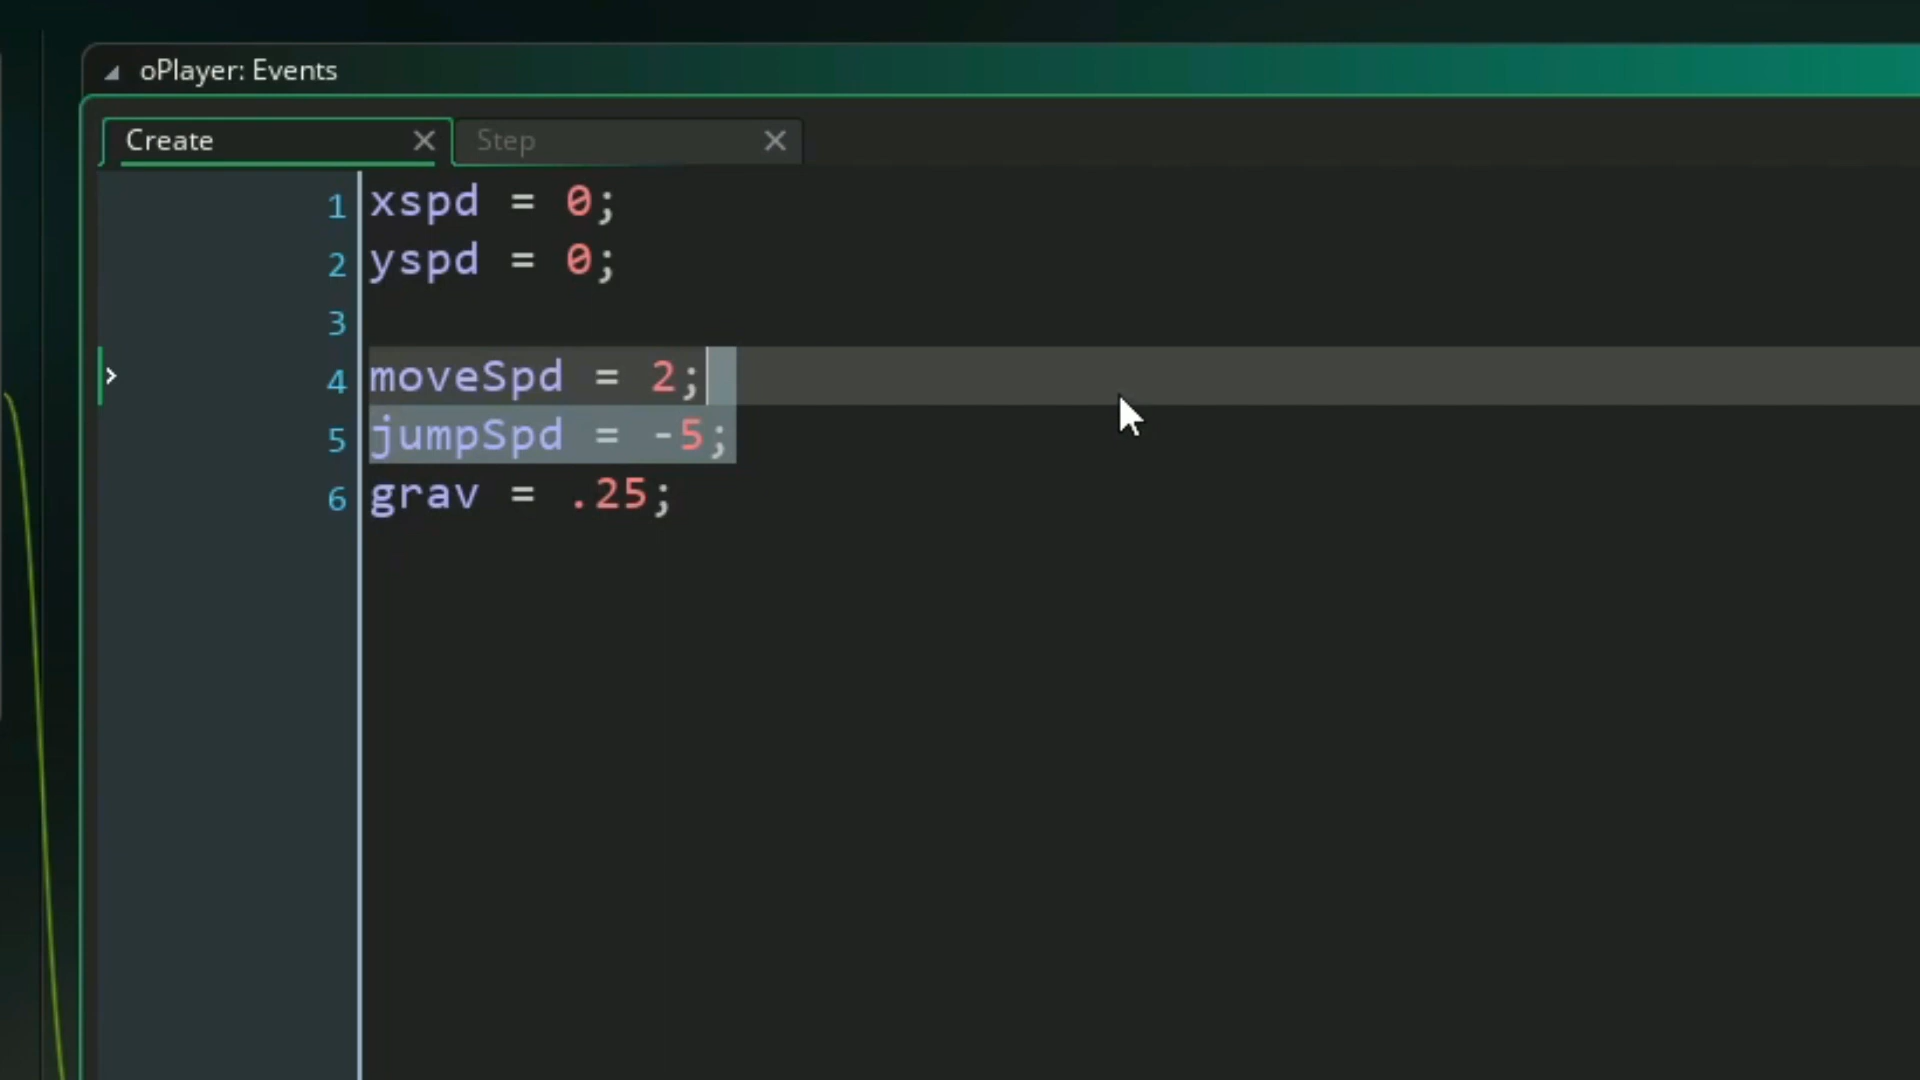 oPlayer: Events
Create Step
1 xspd = 0;
2 yspd = 0;
3
4 moveSpd = 2;
5 jumpSpd = -5;
6 grav = .25;